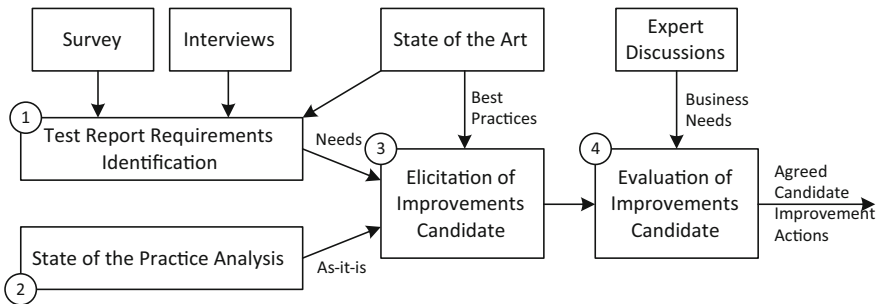 Survey
Interviews
State of the Art
Expert
Discussions
1
Test Report Requirements
Identification
Best
Practices
Business
Needs
Needs
3
Elicitation of
Improvements
Candidate
4
Evaluation of
Improvements
Candidate
Agreed
Candidate
Improvement
Actions
State of the Practice Analysis
As-it-is
2